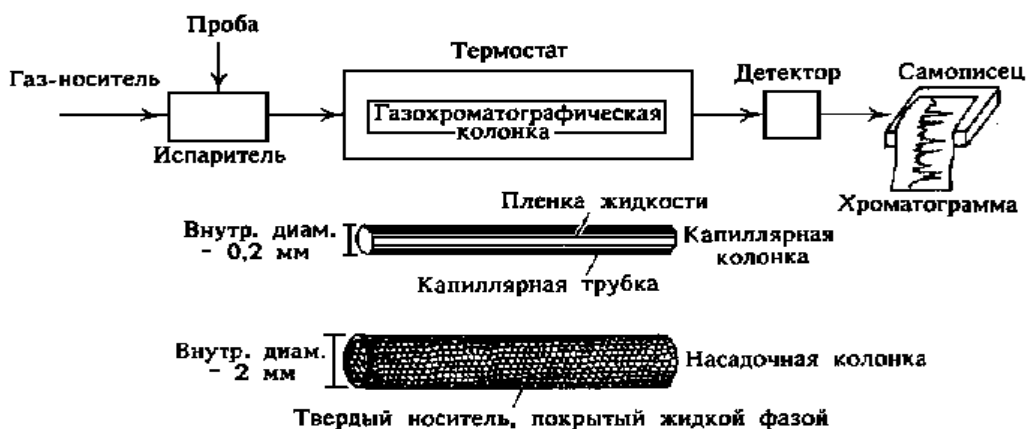 Проба
Термостат
Газ-носитель
Детектор
Самописец
Газохроматографическая
колонка
Испаритель
Хроматограмма
Пленка жидкости
Внутр. диам.
- 0,2 мм
Капиллярная
колонка
Капиллярная трубка
Внутр. диам.
- 2 мм
Насадочная колонка
Твердый носитель, покрытый жидкой фазой